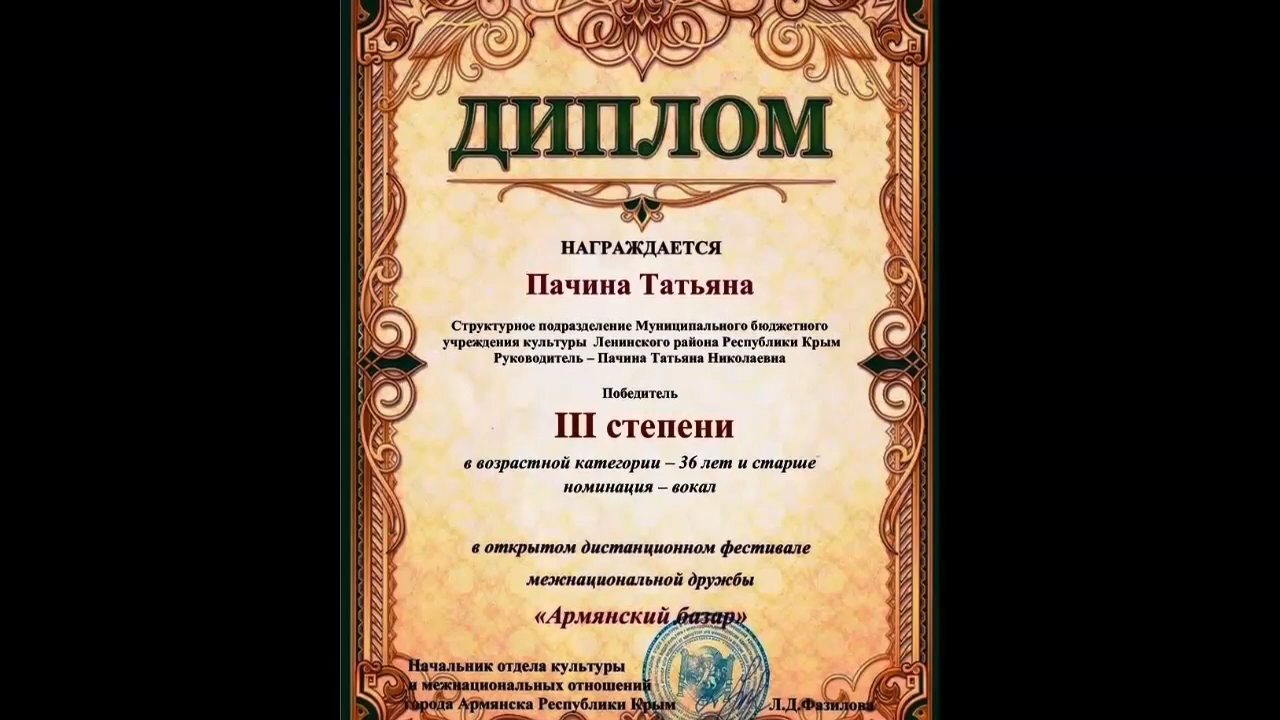 ДИПЛОМ
НАГРАЖДАЕТСЯ
Пачина Татьяна
Структурное подразделение Муниципального бюджетного
учреждения культуры Ленинского района Республики Крым
Руководитель – Пачина Татьяна Николаевна
Победитель
III степени
в возрастной категории – 36 лет и старше
номинация – вокал
в открытом дистанционном фестивале
межнациональной дружбы
«Армянский базар»
Начальник отдела культуры
и межнациональных отношений
города Армянска Республики Крым Л.Д.Фазилова